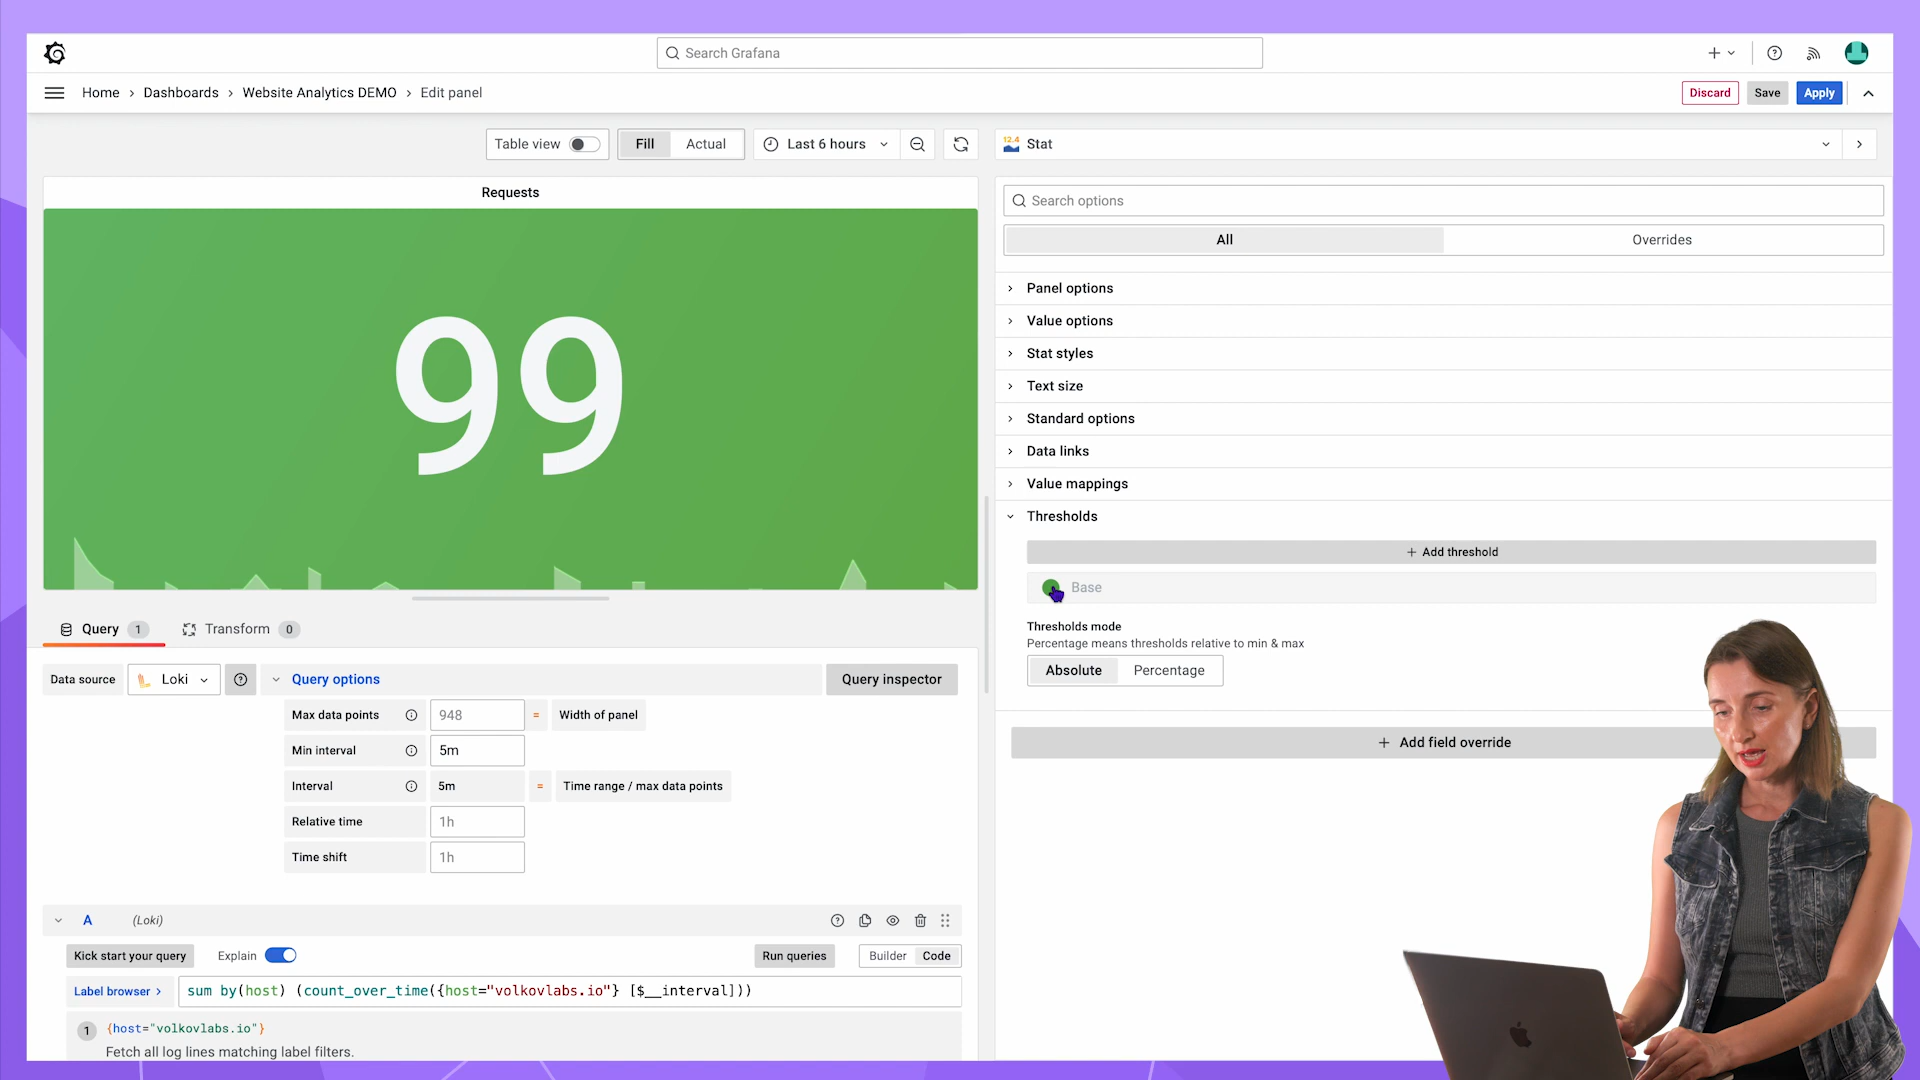 Search Grafana
Home › Dashboards › Website Analytics DEMO › Edit panel
Discard Save Apply
Table view Fill Actual Last 6 hours
12.4 Stat
Requests
99
Search options
All Overrides
Panel options
Value options
Stat styles
Text size
Standard options
Data links
Value mappings
Thresholds
+ Add threshold
Base
Thresholds mode
Percentage means thresholds relative to min & max
Absolute Percentage
+ Add field override
Query 1 Transform 0
Data source Loki Query options Query inspector
Max data points 948 = Width of panel
Min interval 5m
Interval 5m = Time range / max data points
Relative time 1h
Time shift 1h
A (Loki)
Kick start your query Explain Run queries Builder Code
Label browser › sum by(host) (count_over_time({host="volkovlabs.io"} [$__interval]))
1 {host="volkovlabs.io"}
Fetch all log lines matching label filters.